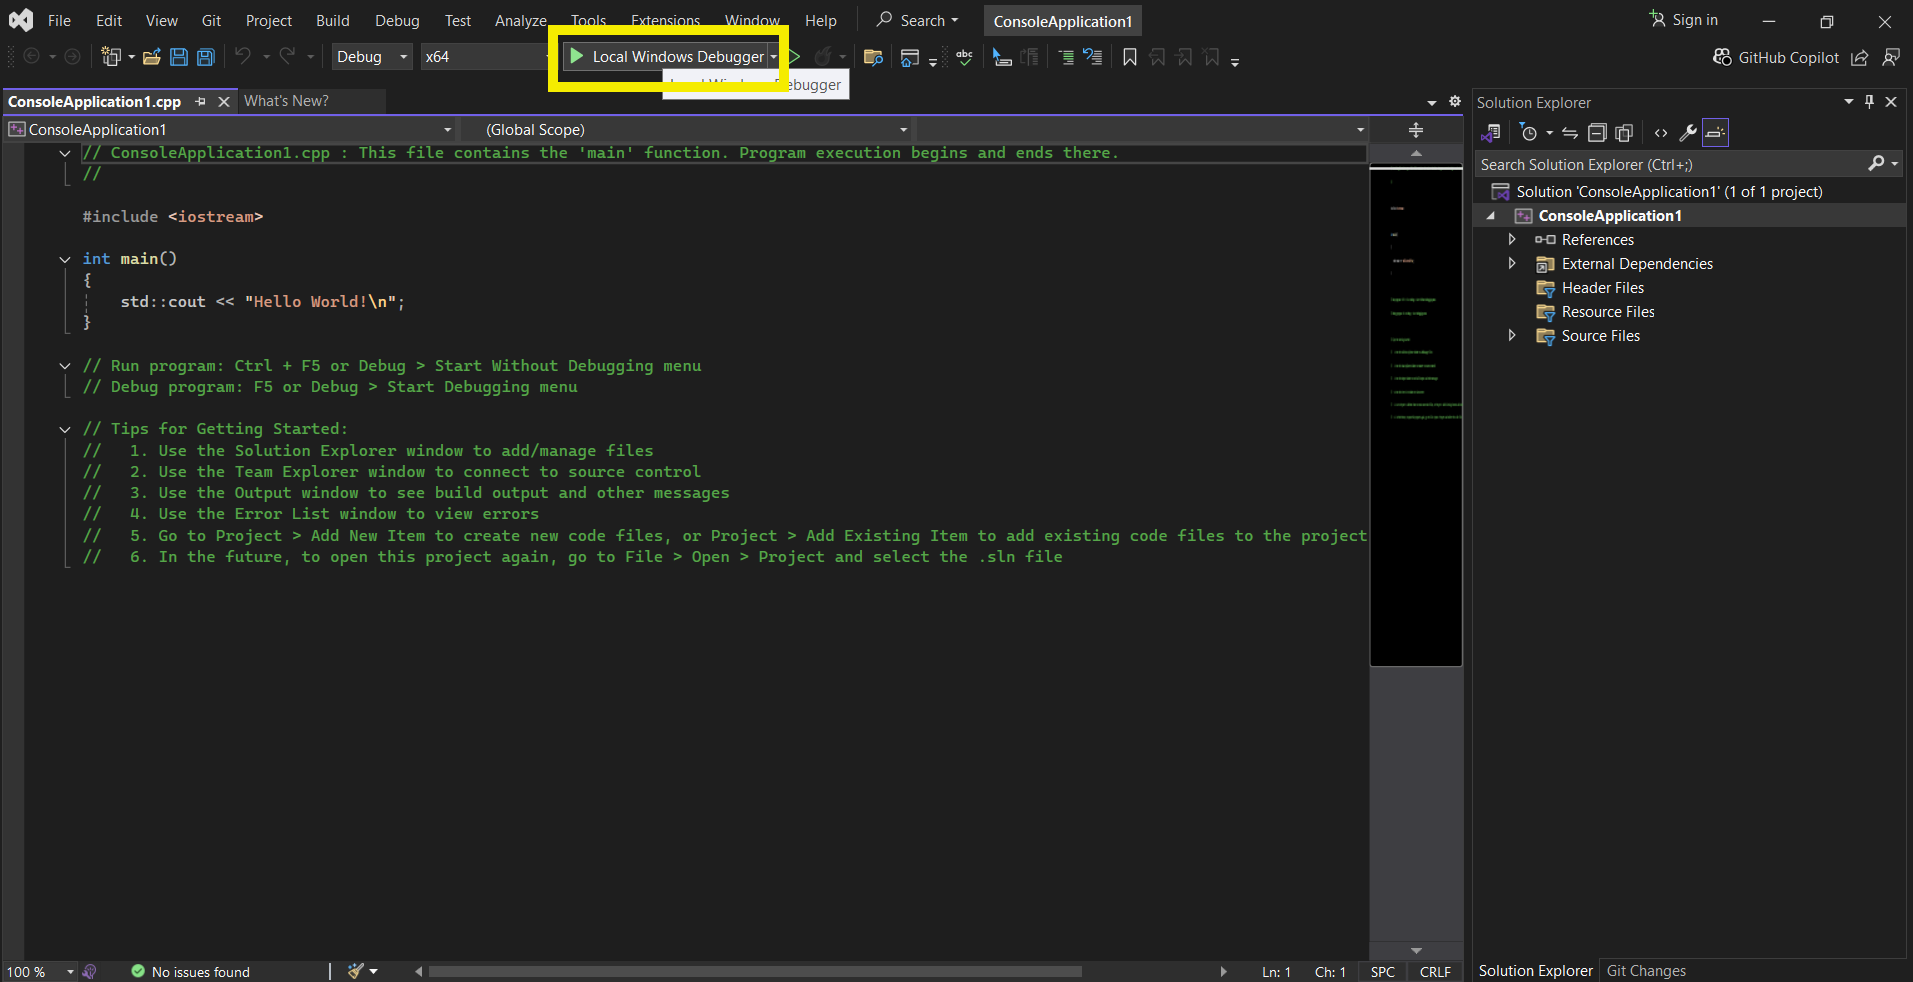 File Edit View Git Project Build Debug Test Analyze Tools Extensions Window Help Search ConsoleApplication1 Sign in
Debug x64 Local Windows Debugger GitHub Copilot
Debugger
ConsoleApplication1.cpp What's New?
ConsoleApplication1 (Global Scope)
// ConsoleApplication1.cpp : This file contains the 'main' function. Program execution begins and ends there.
//
#include <iostream>
int main()
{
std::cout << "Hello World!\n";
}
// Run program: Ctrl + F5 or Debug > Start Without Debugging menu
// Debug program: F5 or Debug > Start Debugging menu
// Tips for Getting Started:
// 1. Use the Solution Explorer window to add/manage files
// 2. Use the Team Explorer window to connect to source control
// 3. Use the Output window to see build output and other messages
// 4. Use the Error List window to view errors
// 5. Go to Project > Add New Item to create new code files, or Project > Add Existing Item to add existing code files to the project
// 6. In the future, to open this project again, go to File > Open > Project and select the .sln file
100 % No issues found Ln: 1 Ch: 1 SPC CRLF
Solution Explorer
Search Solution Explorer (Ctrl+;)
Solution 'ConsoleApplication1' (1 of 1 project)
ConsoleApplication1
References
External Dependencies
Header Files
Resource Files
Source Files
Solution Explorer Git Changes